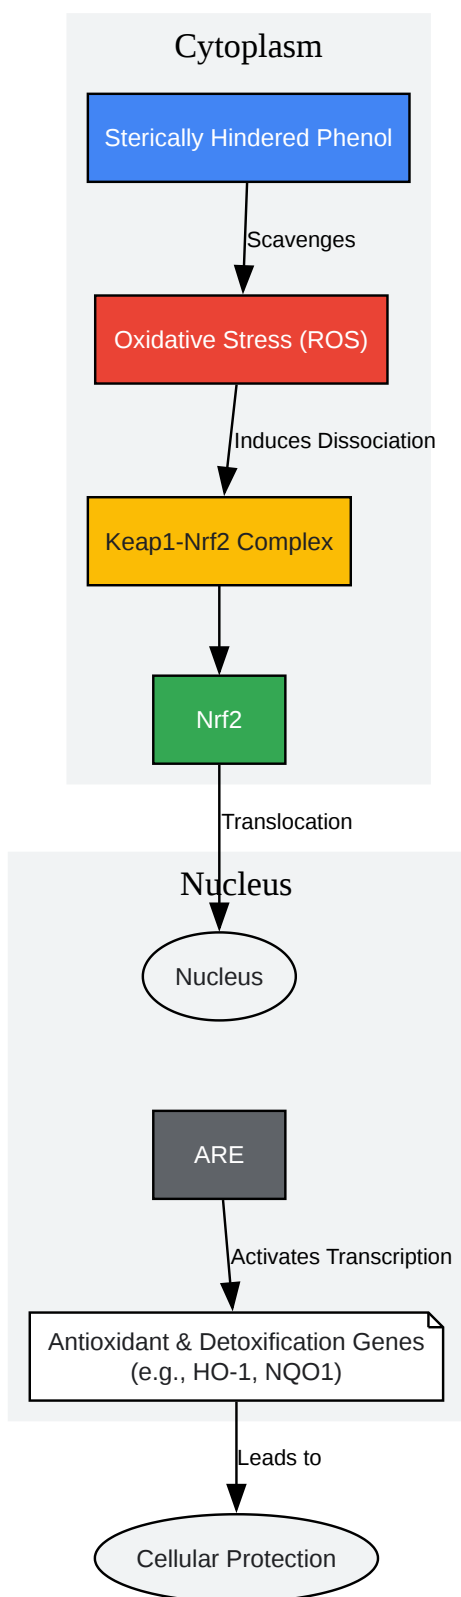 Cytoplasm
Sterically Hindered Phenol
Scavenges
Oxidative Stress (ROS)
Induces Dissociation
Keap1-Nrf2 Complex
Nrf2
Translocation
Nucleus
Nucleus
ARE
Activates Transcription
Antioxidant & Detoxification Genes
(e.g., HO-1, NQO1)
Leads to
Cellular Protection